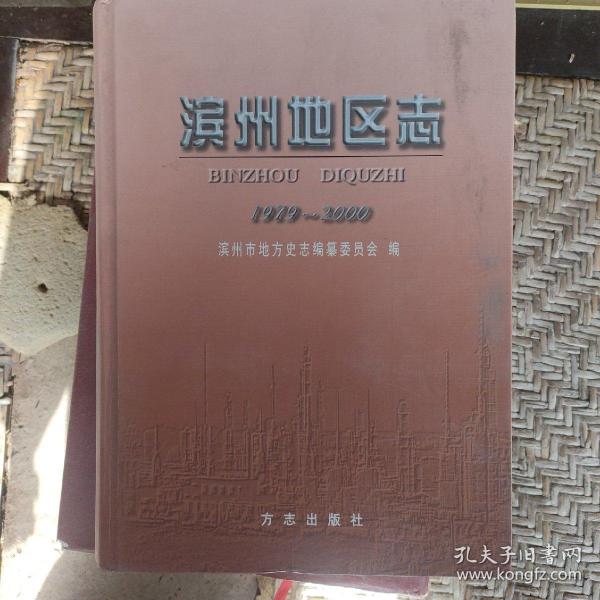 滨州地区志
BINZHOU DIQUZHI
1979~2000
滨州市地方史志编纂委员会 编
方志出版社
孔夫子旧书网
www.kongfz.com